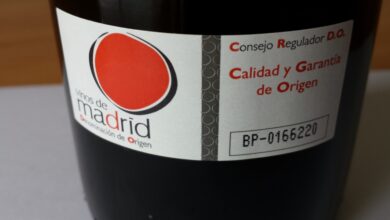 vinos de
madrid
Denominación de Origen
Consejo Regulador D.O.
Calidad y Garantía
de Origen
BP-0166220